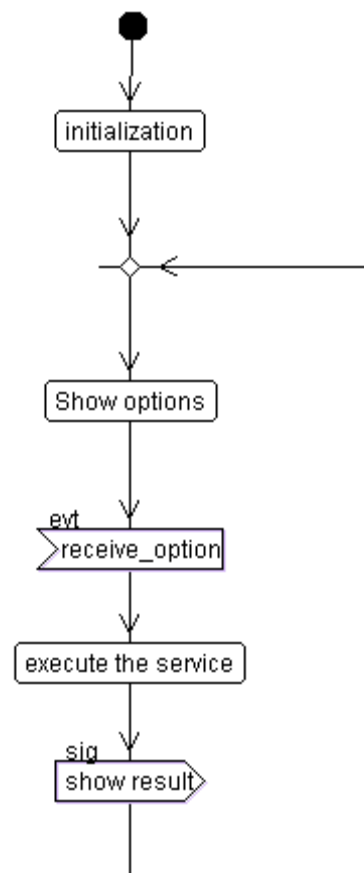 initialization
Show options
evt
receive_option
execute the service
sig
show result